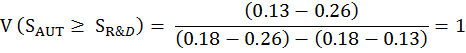 V (S_AUT ≥ S_R&D) = (0.13 − 0.26) / ((0.18 − 0.26) − (0.18 − 0.13)) = 1